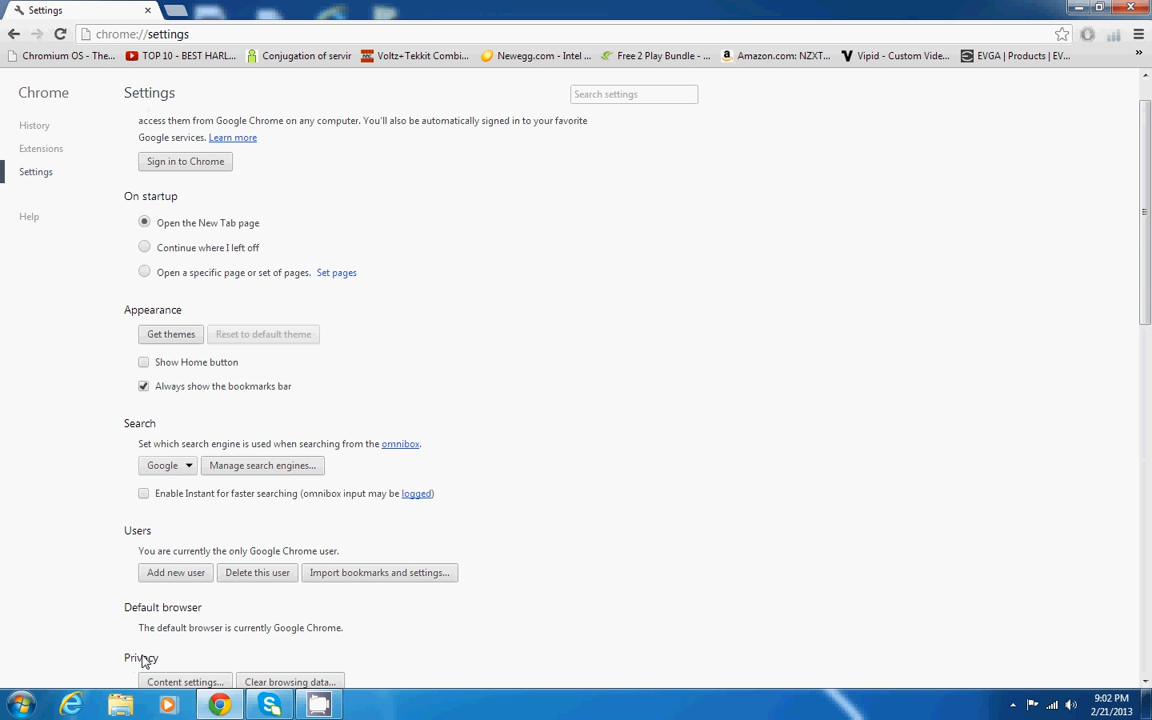 Settings
chrome://settings
Chromium OS - The...
TOP 10 - BEST HARL...
Conjugation of servir
Voltz+Tekkit Combi...
Newegg.com - Intel ...
Free 2 Play Bundle - ...
Amazon.com: NZXT...
Vipid - Custom Vide...
EVGA | Products | EV...
»
Chrome
Settings
Search settings
History
Extensions
Settings
Help
access them from Google Chrome on any computer. You'll also be automatically signed in to your favorite
Google services. Learn more
Sign in to Chrome
On startup
Open the New Tab page
Continue where I left off
Open a specific page or set of pages. Set pages
Appearance
Get themes
Reset to default theme
Show Home button
Always show the bookmarks bar
Search
Set which search engine is used when searching from the omnibox.
Google
Manage search engines...
Enable Instant for faster searching (omnibox input may be logged)
Users
You are currently the only Google Chrome user.
Add new user
Delete this user
Import bookmarks and settings...
Default browser
The default browser is currently Google Chrome.
Privacy
Content settings...
Clear browsing data...
9:02 PM
2/21/2013